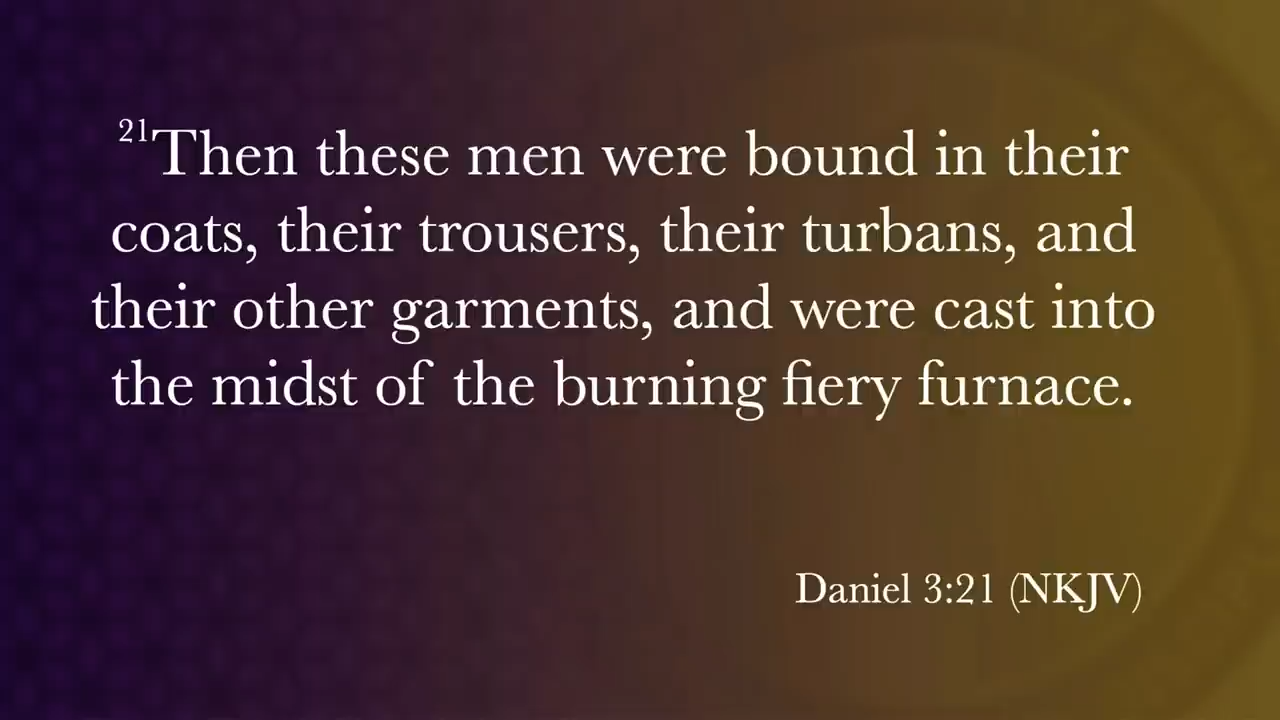 21Then these men were bound in their
coats, their trousers, their turbans, and
their other garments, and were cast into
the midst of the burning fiery furnace.
Daniel 3:21 (NKJV)